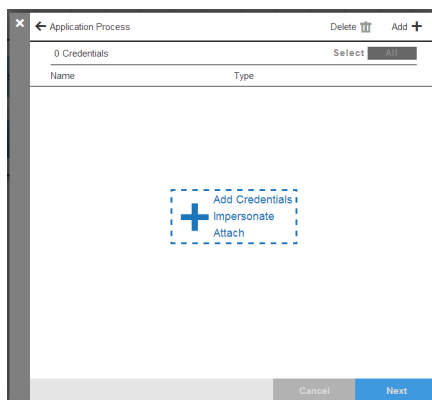 Application Process Delete Add
0 Credentials Select All
Name Type
Add Credentials
Impersonate
Attach
Cancel Next